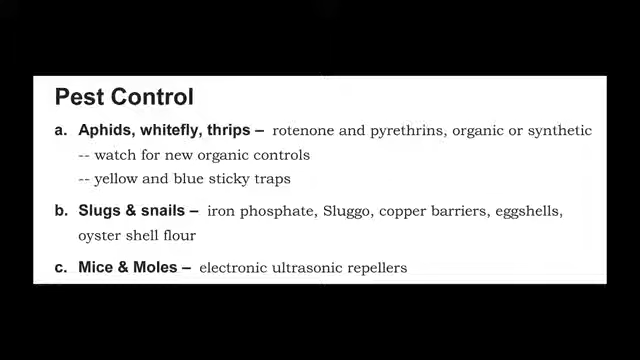 Pest Control
a. Aphids, whitefly, thrips – rotenone and pyrethrins, organic or synthetic
-- watch for new organic controls
-- yellow and blue sticky traps
b. Slugs & snails – iron phosphate, Sluggo, copper barriers, eggshells,
oyster shell flour
c. Mice & Moles – electronic ultrasonic repellers